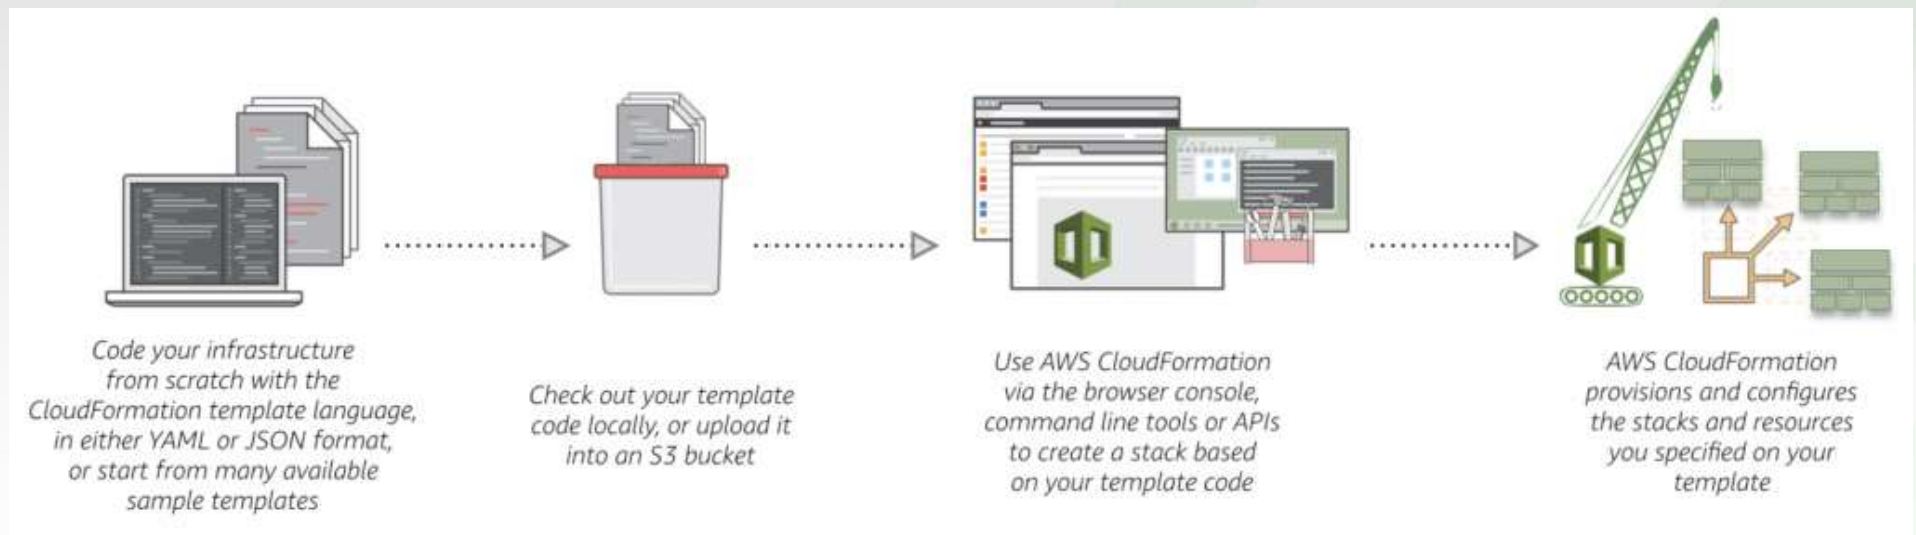 Code your infrastructure
from scratch with the
CloudFormation template language,
in either YAML or JSON format,
or start from many available
sample templates
Check out your template
code locally, or upload it
into an S3 bucket
Use AWS CloudFormation
via the browser console,
command line tools or APIs
to create a stack based
on your template code
AWS CloudFormation
provisions and configures
the stacks and resources
you specified on your
template